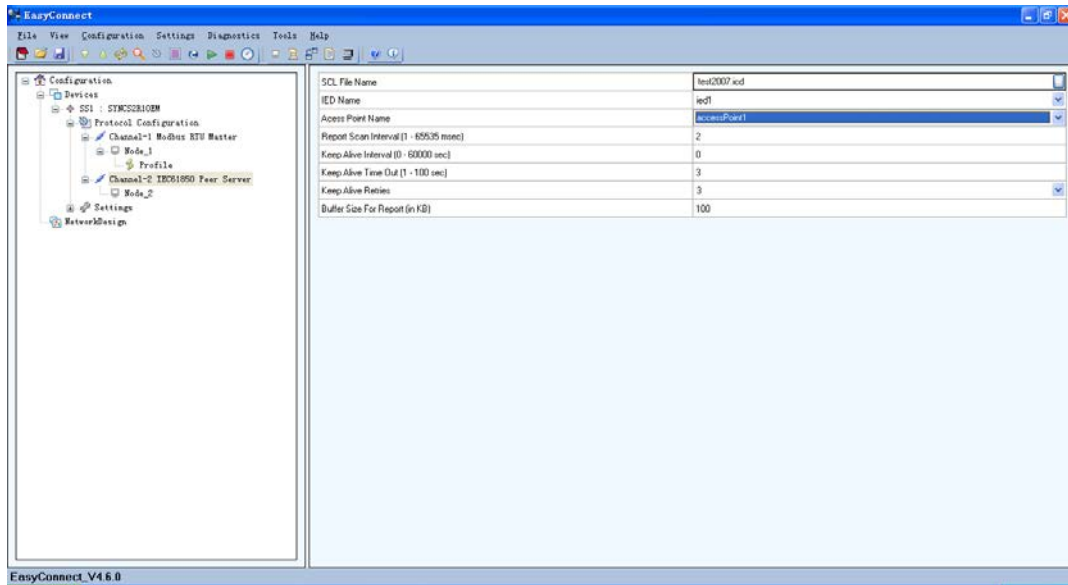 EasyConnect
File View Configuration Settings Diagnostics Tools Help
Configuration
Devices
SS1 : SYNCS2R1OEM
Protocol Configuration
Channel-1 Modbus RTU Master
Node_1
Profile
Channel-2 IEC61850 Peer Server
Node_2
Settings
NetworkDesign
SCL File Name test2007.icd
IED Name ied1
Acess Point Name accessPoint1
Report Scan Interval (1 - 65535 msec) 2
Keep Alive Interval (0 - 60000 sec) 0
Keep Alive Time Out (1 - 100 sec) 3
Keep Alive Retries 3
Buffer Size For Report (in KB) 100
EasyConnect_V4.6.0